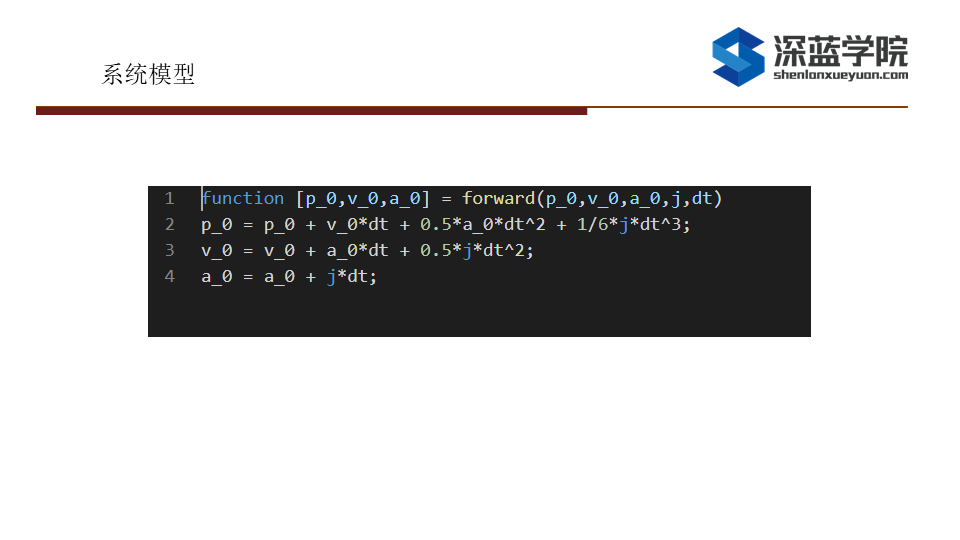 系统模型
深蓝学院
shenlanxueyuan.com
1 function [p_0,v_0,a_0] = forward(p_0,v_0,a_0,j,dt)
2 p_0 = p_0 + v_0*dt + 0.5*a_0*dt^2 + 1/6*j*dt^3;
3 v_0 = v_0 + a_0*dt + 0.5*j*dt^2;
4 a_0 = a_0 + j*dt;